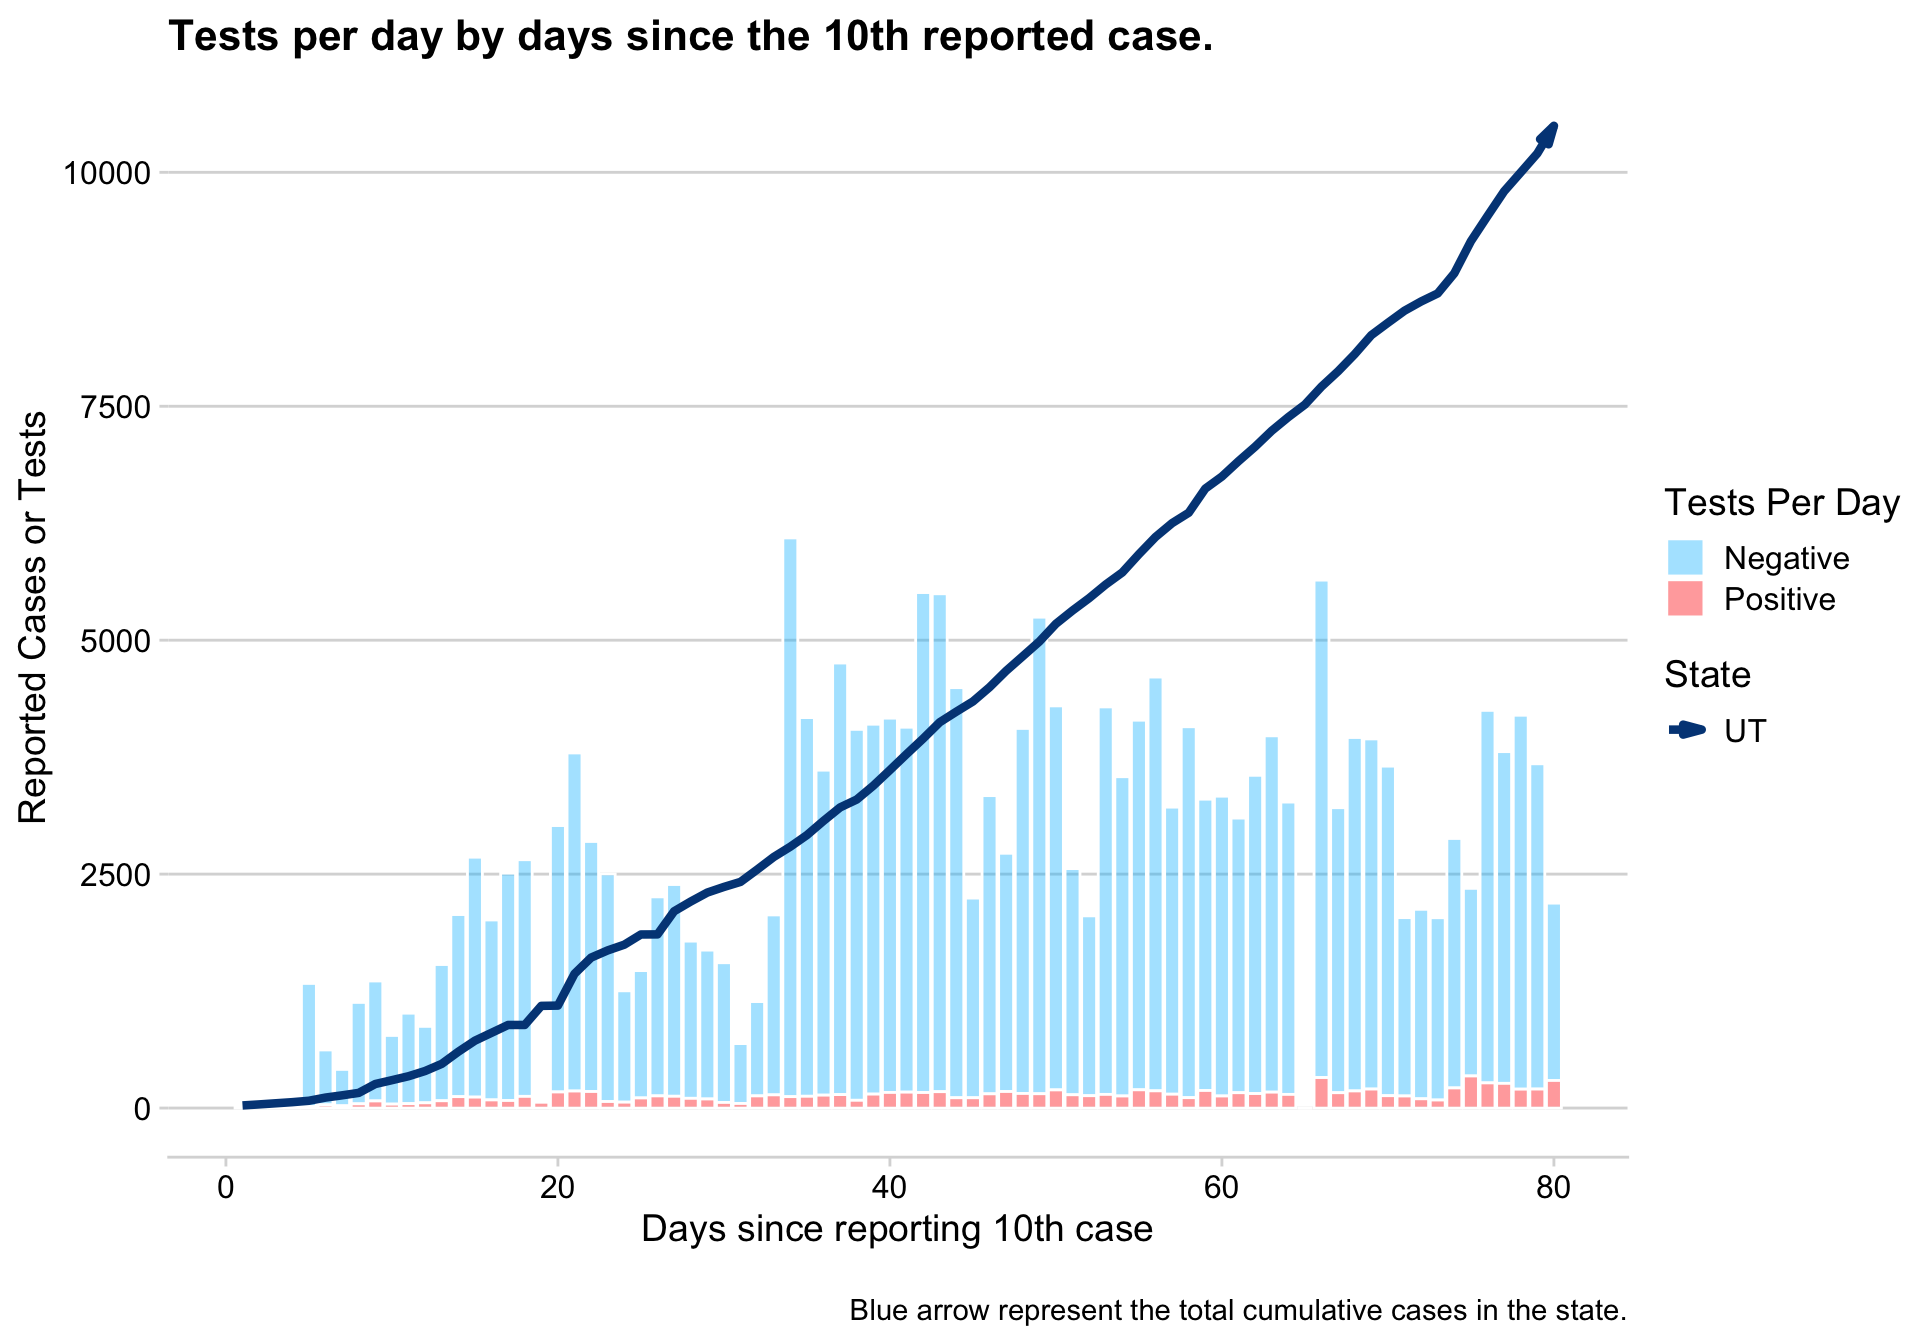 Tests per day by days since the 10th reported case.
10000
7500
5000
2500
0
Reported Cases or Tests
0 20 40 60 80
Days since reporting 10th case
Tests Per Day
Negative
Positive
State
UT
Blue arrow represent the total cumulative cases in the state.